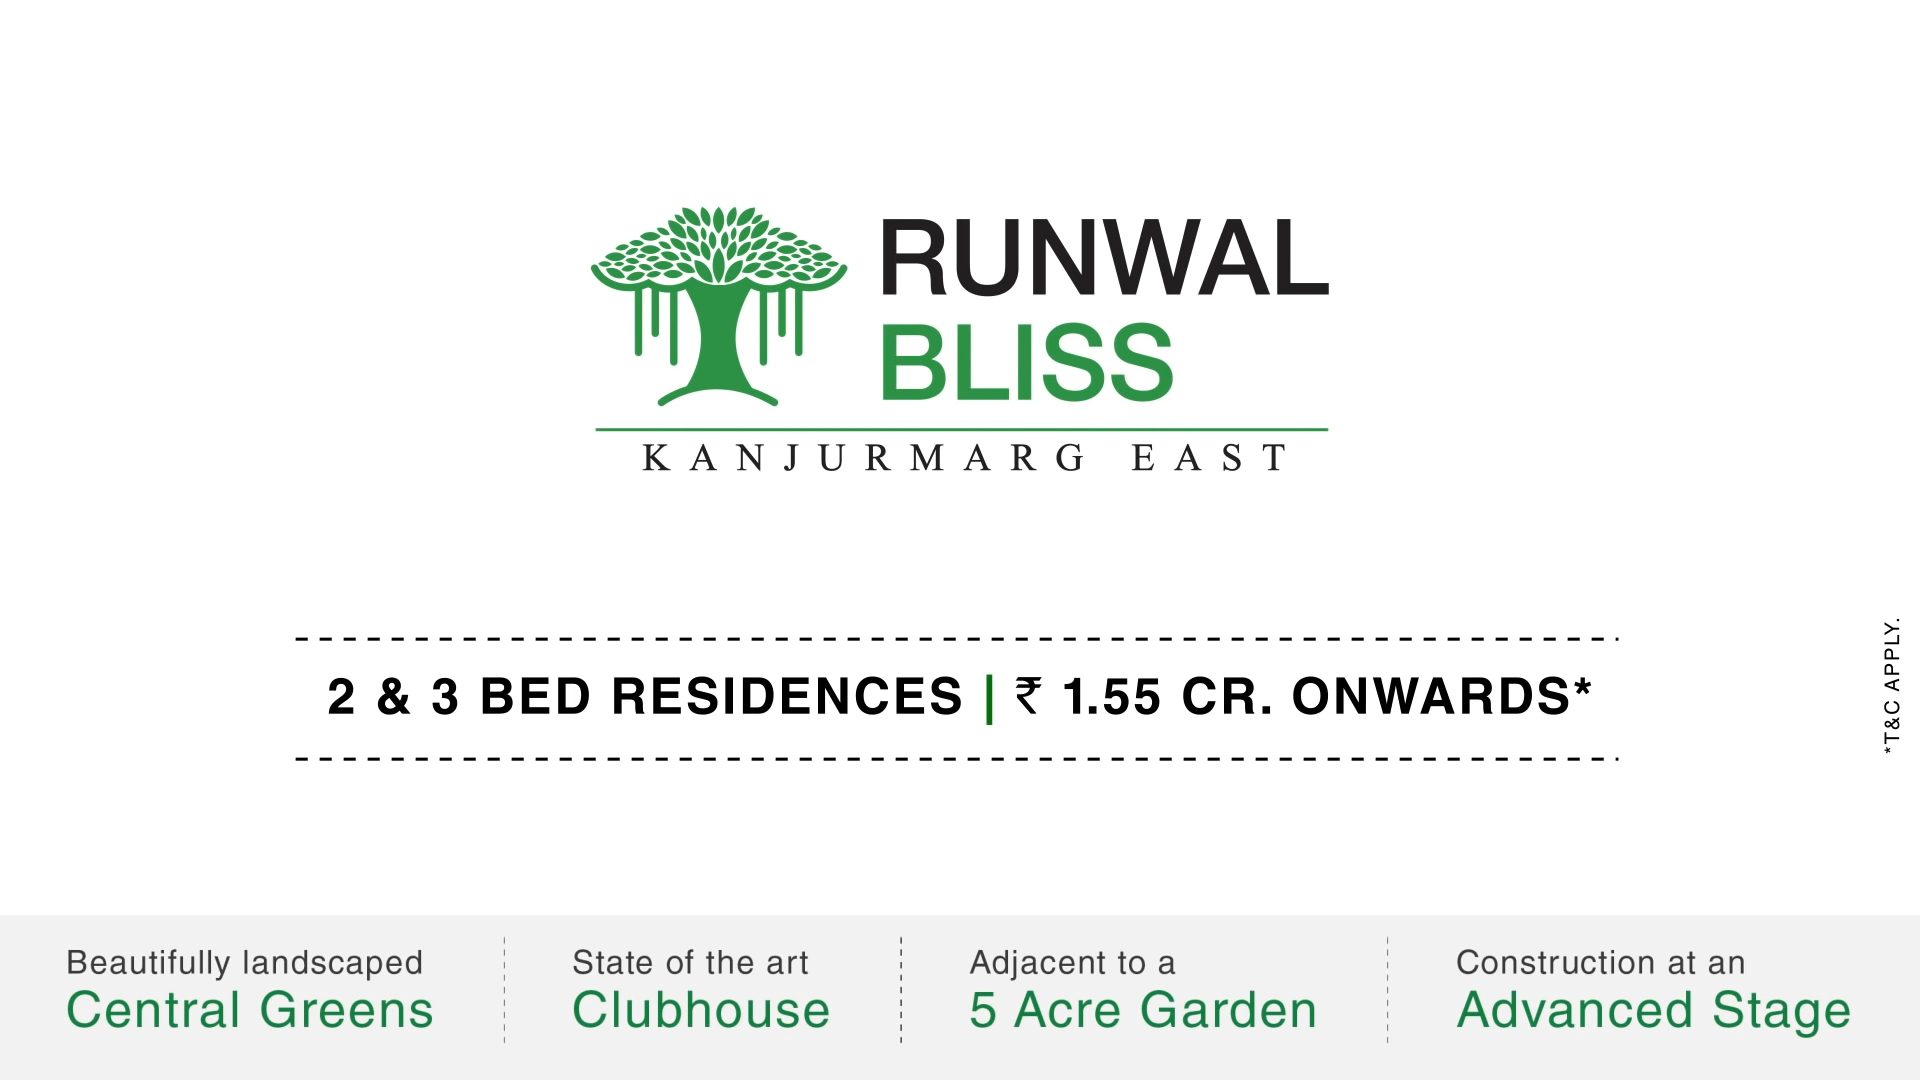 RUNWAL
BLISS
KANJURMARG EAST
2 & 3 BED RESIDENCES | ₹ 1.55 CR. ONWARDS*
*T&C APPLY.
Beautifully landscaped
Central Greens
State of the art
Clubhouse
Adjacent to a
5 Acre Garden
Construction at an
Advanced Stage